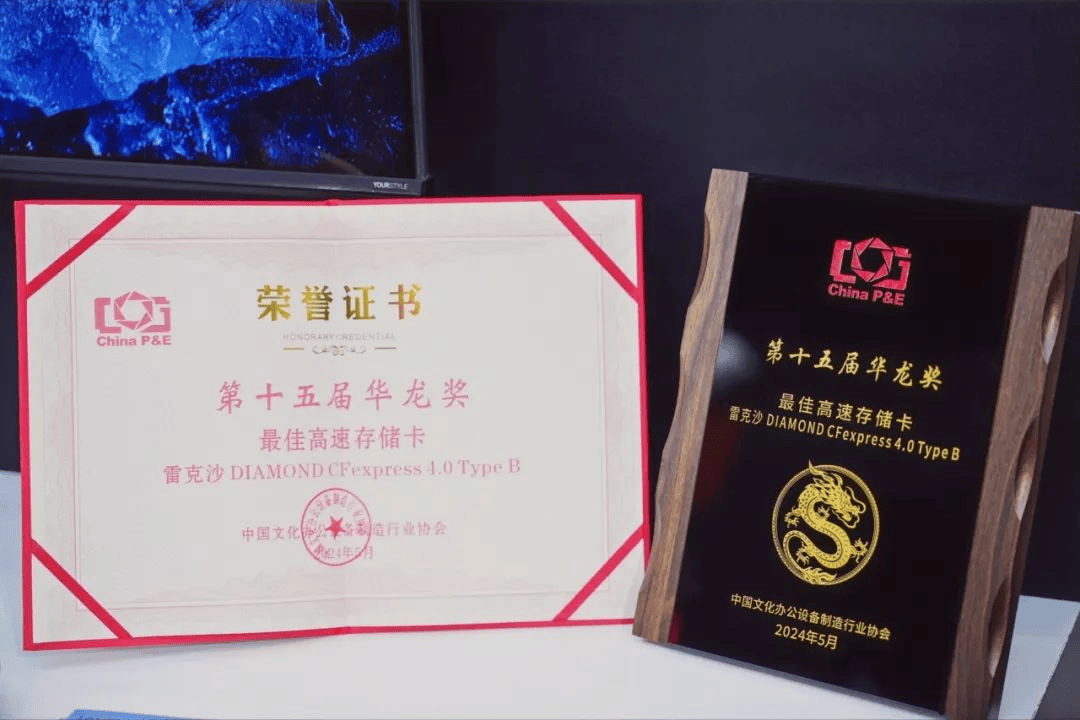 YOURSTYLE
China P&E
荣誉证书
HONORARY CREDENTIAL
第十五届华龙奖
最佳高速存储卡
雷克沙 DIAMOND CFexpress 4.0 Type B
中国文化办公设备制造行业协会
2024年5月
China P&E
第十五届华龙奖
最佳高速存储卡
雷克沙 DIAMOND CFexpress 4.0 Type B
中国文化办公设备制造行业协会
2024年5月